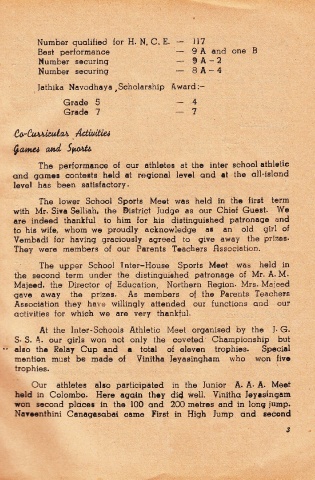 Number qualified for H. N. C. E. — 117
Best performance — 9 A and one B
Number securing — 9 A – 2
Number securing — 8 A – 4
Jathika Navodhaya Scholarship Award:–
Grade 5 — 4
Grade 7 — 7
Co-Curricular Activities
Games and Sports
The performance of our athletes at the inter school athletic
and games contests held at regional level and at the all-island
level has been satisfactory.
The lower School Sports Meet was held in the first term
with Mr. Siva Selliah, the District Judge as our Chief Guest. We
are indeed thankful to him for his distinguished patronage and
to his wife, whom we proudly acknowledge as an old girl of
Vembadi for having graciously agreed to give away the prizes.
They were members of our Parents Teachers Association.
The upper School Inter-House Sports Meet was held in
the second term under the distinguished patronage of Mr. A. M.
Majeed, the Director of Education, Northern Region. Mrs. Majeed
gave away the prizes. As members of the Parents Teachers
Association they have willingly attended our functions and our
activities for which we are very thankful.
At the Inter-Schools Athletic Meet organised by the J. G.
S. S. A. our girls won not only the coveted Championship but
also the Relay Cup and a total of eleven trophies. Special
mention must be made of Vinitha Jeyasingham who won five
trophies.
Our athletes also participated in the Junior A. A. A. Meet
held in Colombo. Here again they did well. Vinitha Jeyasingam
won second places in the 100 and 200 metres and in long jump.
Naveenthini Canagasabai came First in High Jump and second
3